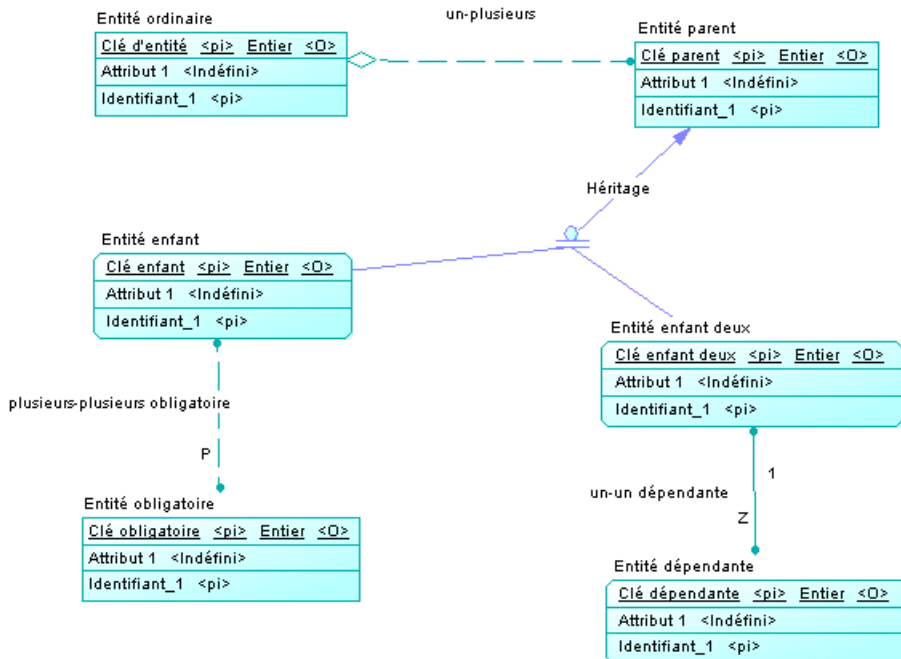 un-plusieurs
Entité ordinaire
Clé d'entité <pi> Entier <O>
Attribut 1 <Indéfini>
Identifiant_1 <pi>
Entité parent
Clé parent <pi> Entier <O>
Attribut 1 <Indéfini>
Identifiant_1 <pi>
Héritage
Entité enfant
Clé enfant <pi> Entier <O>
Attribut 1 <Indéfini>
Identifiant_1 <pi>
Entité enfant deux
Clé enfant deux <pi> Entier <O>
Attribut 1 <Indéfini>
Identifiant_1 <pi>
plusieurs-plusieurs obligatoire
P
1
un-un dépendante
Z
Entité obligatoire
Clé obligatoire <pi> Entier <O>
Attribut 1 <Indéfini>
Identifiant_1 <pi>
Entité dépendante
Clé dépendante <pi> Entier <O>
Attribut 1 <Indéfini>
Identifiant_1 <pi>